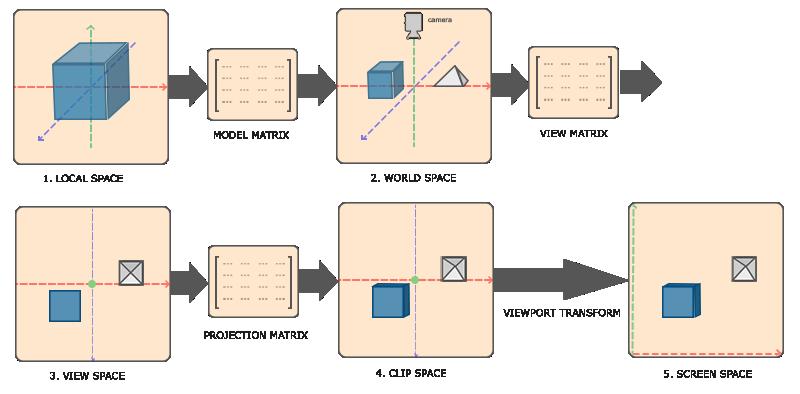 camera
MODEL MATRIX
VIEW MATRIX
1. LOCAL SPACE
2. WORLD SPACE
PROJECTION MATRIX
VIEWPORT TRANSFORM
3. VIEW SPACE
4. CLIP SPACE
5. SCREEN SPACE